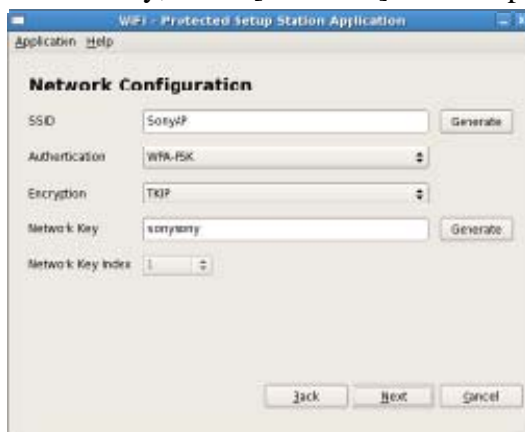 WiFi - Protected Setup Station Application
Application Help
Network Configuration
SSID SonyAP Generate
Authentication WPA-PSK
Encryption TKIP
Network Key sonysony Generate
Network Key Index 1
Back Next Cancel